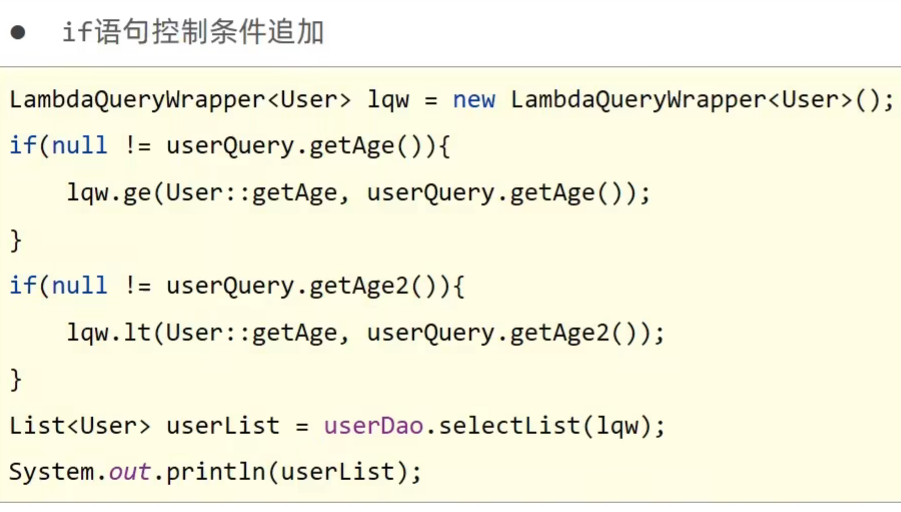 ● if语句控制条件追加
LambdaQueryWrapper<User> lqw = new LambdaQueryWrapper<User>();
if(null != userQuery.getAge()){
    lqw.ge(User::getAge, userQuery.getAge());
}
if(null != userQuery.getAge2()){
    lqw.lt(User::getAge, userQuery.getAge2());
}
List<User> userList = userDao.selectList(lqw);
System.out.println(userList);